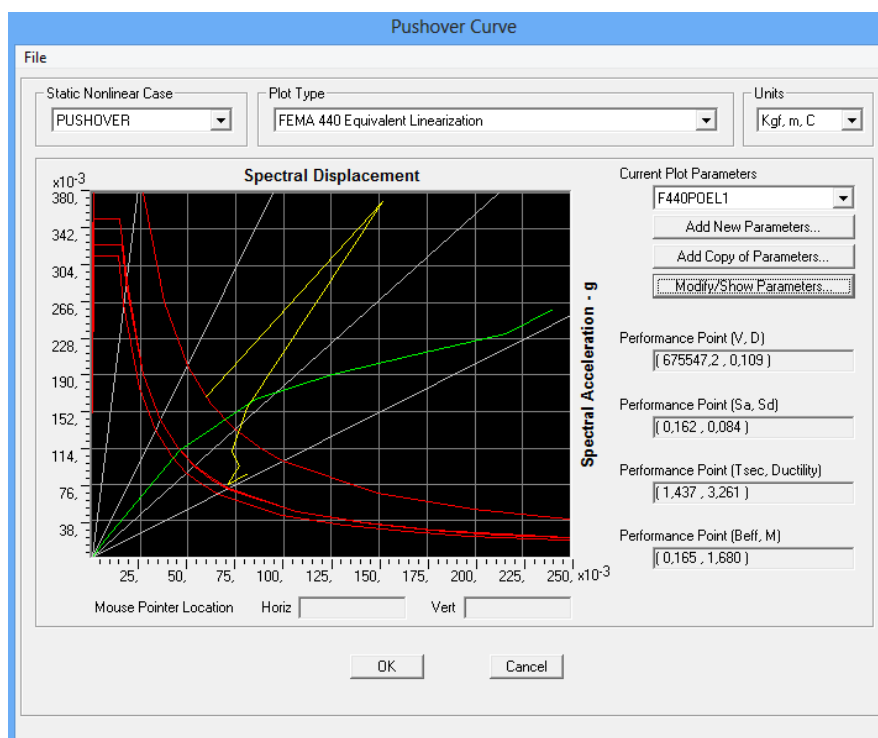 Pushover Curve
File
Static Nonlinear Case
PUSHOVER
Plot Type
FEMA 440 Equivalent Linearization
Units
Kgf, m, C
Spectral Displacement
x10-3
380,
342,
304,
266,
228,
190,
152,
114,
76,
38,
25, 50, 75, 100, 125, 150, 175, 200, 225, 250, x10-3
Spectral Acceleration - g
Mouse Pointer Location Horiz Vert
Current Plot Parameters
F440POEL1
Add New Parameters...
Add Copy of Parameters...
Modify/Show Parameters...
Performance Point (V, D)
( 675547,2 , 0,109 )
Performance Point (Sa, Sd)
( 0,162 , 0,084 )
Performance Point (Tsec, Ductility)
( 1,437 , 3,261 )
Performance Point (Beff, M)
( 0,165 , 1,680 )
OK Cancel